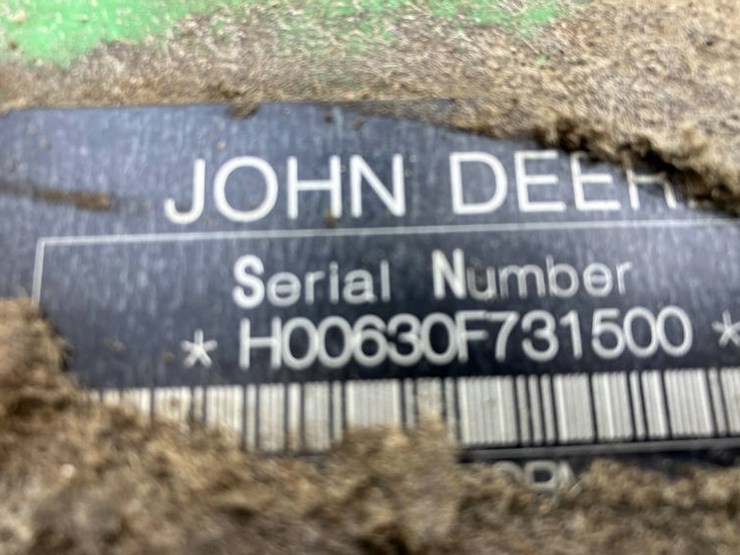 JOHN DEER
Serial Number
* H00630F731500 *